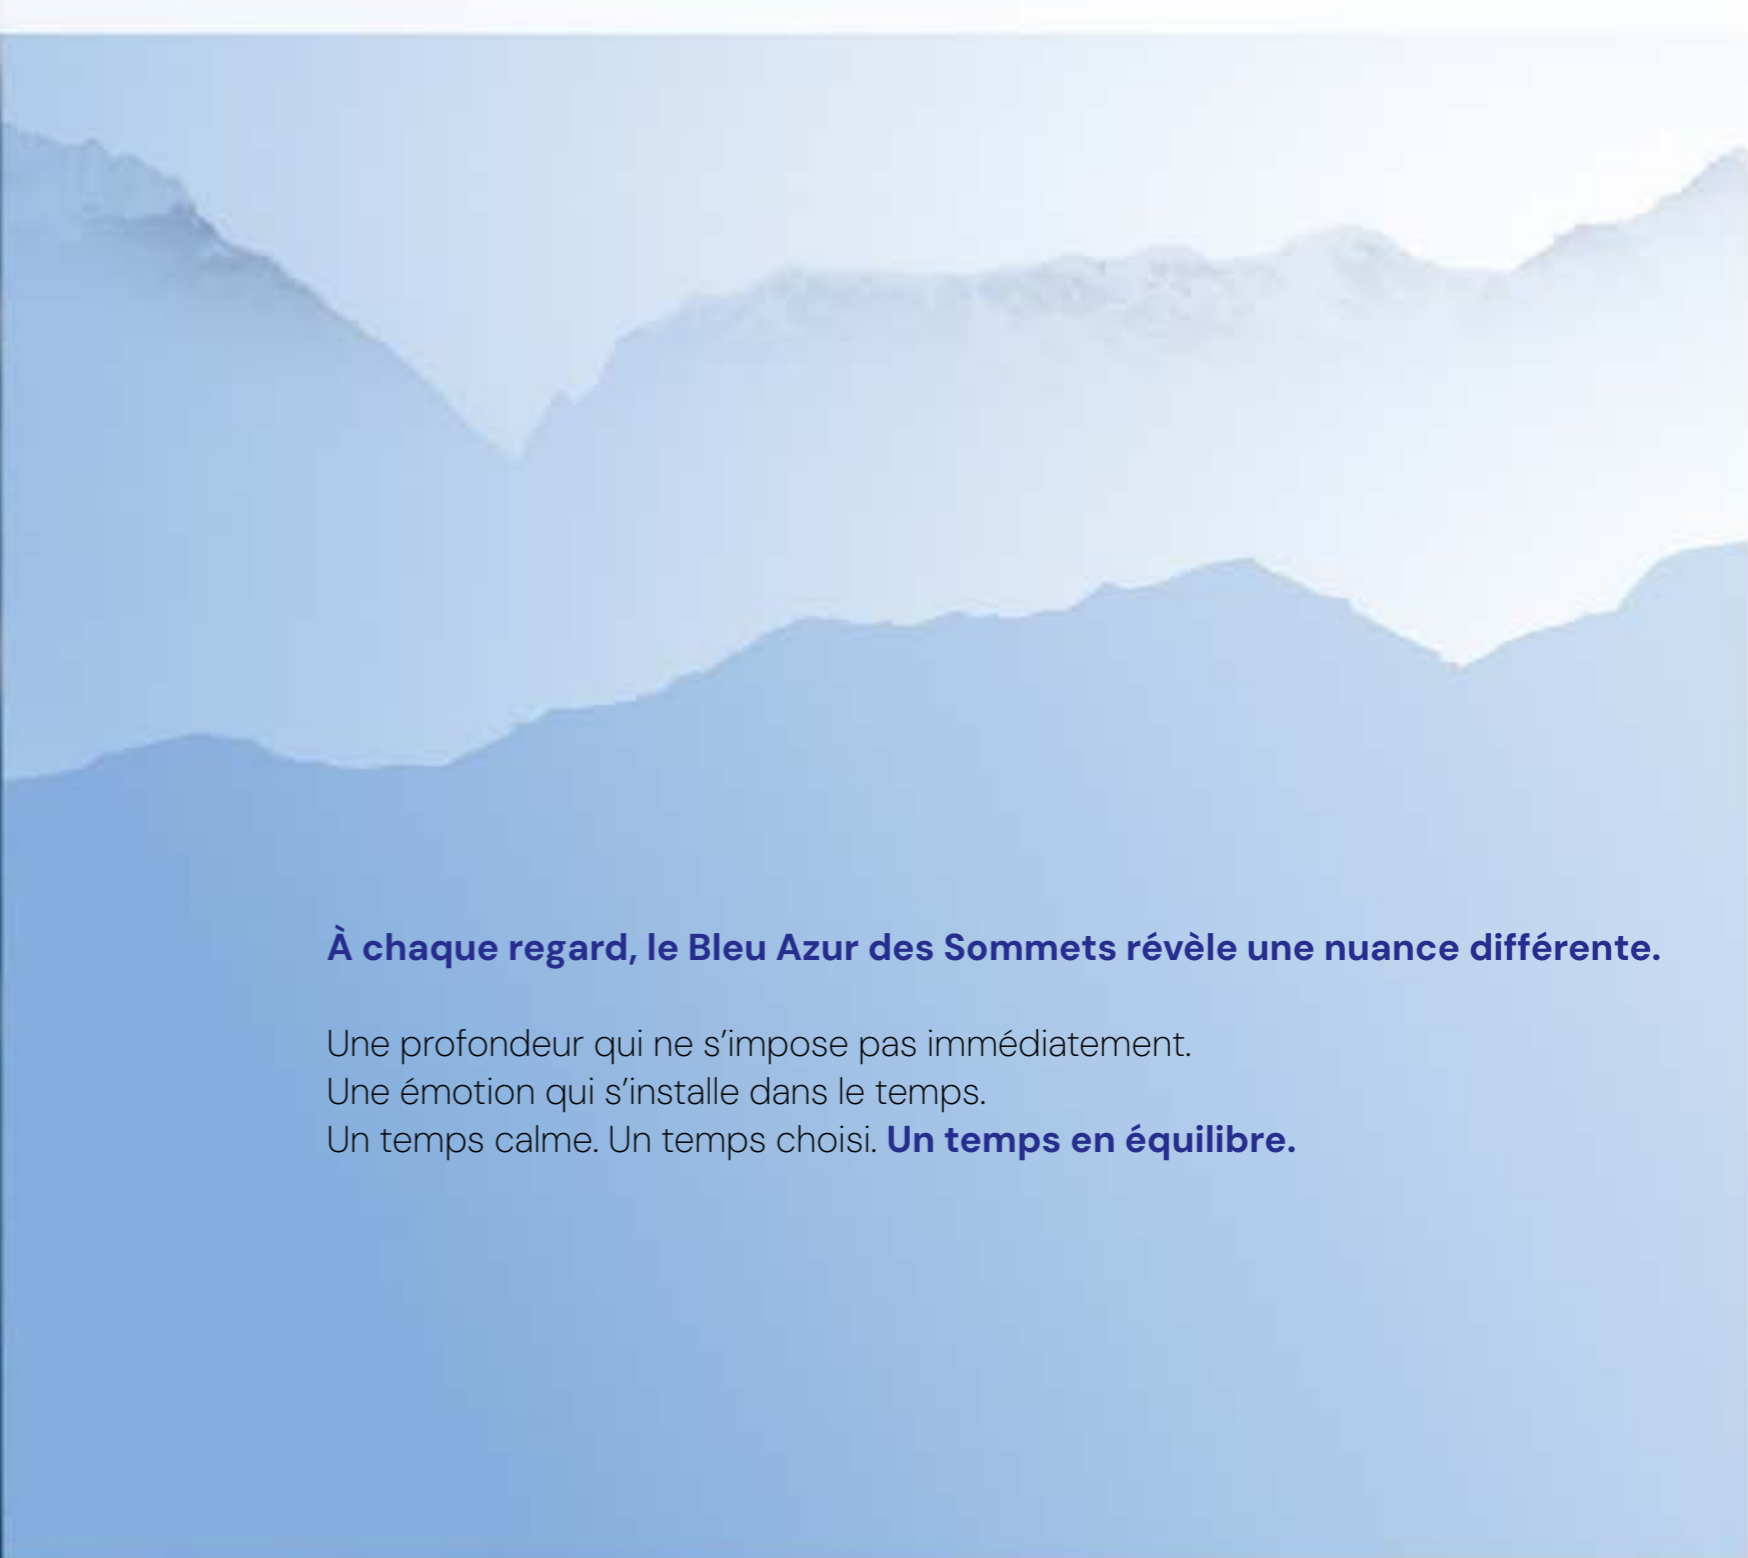 À chaque regard, le Bleu Azur des Sommets révèle une nuance différente.
Une profondeur qui ne s’impose pas immédiatement.
Une émotion qui s’installe dans le temps.
Un temps calme. Un temps choisi. Un temps en équilibre.